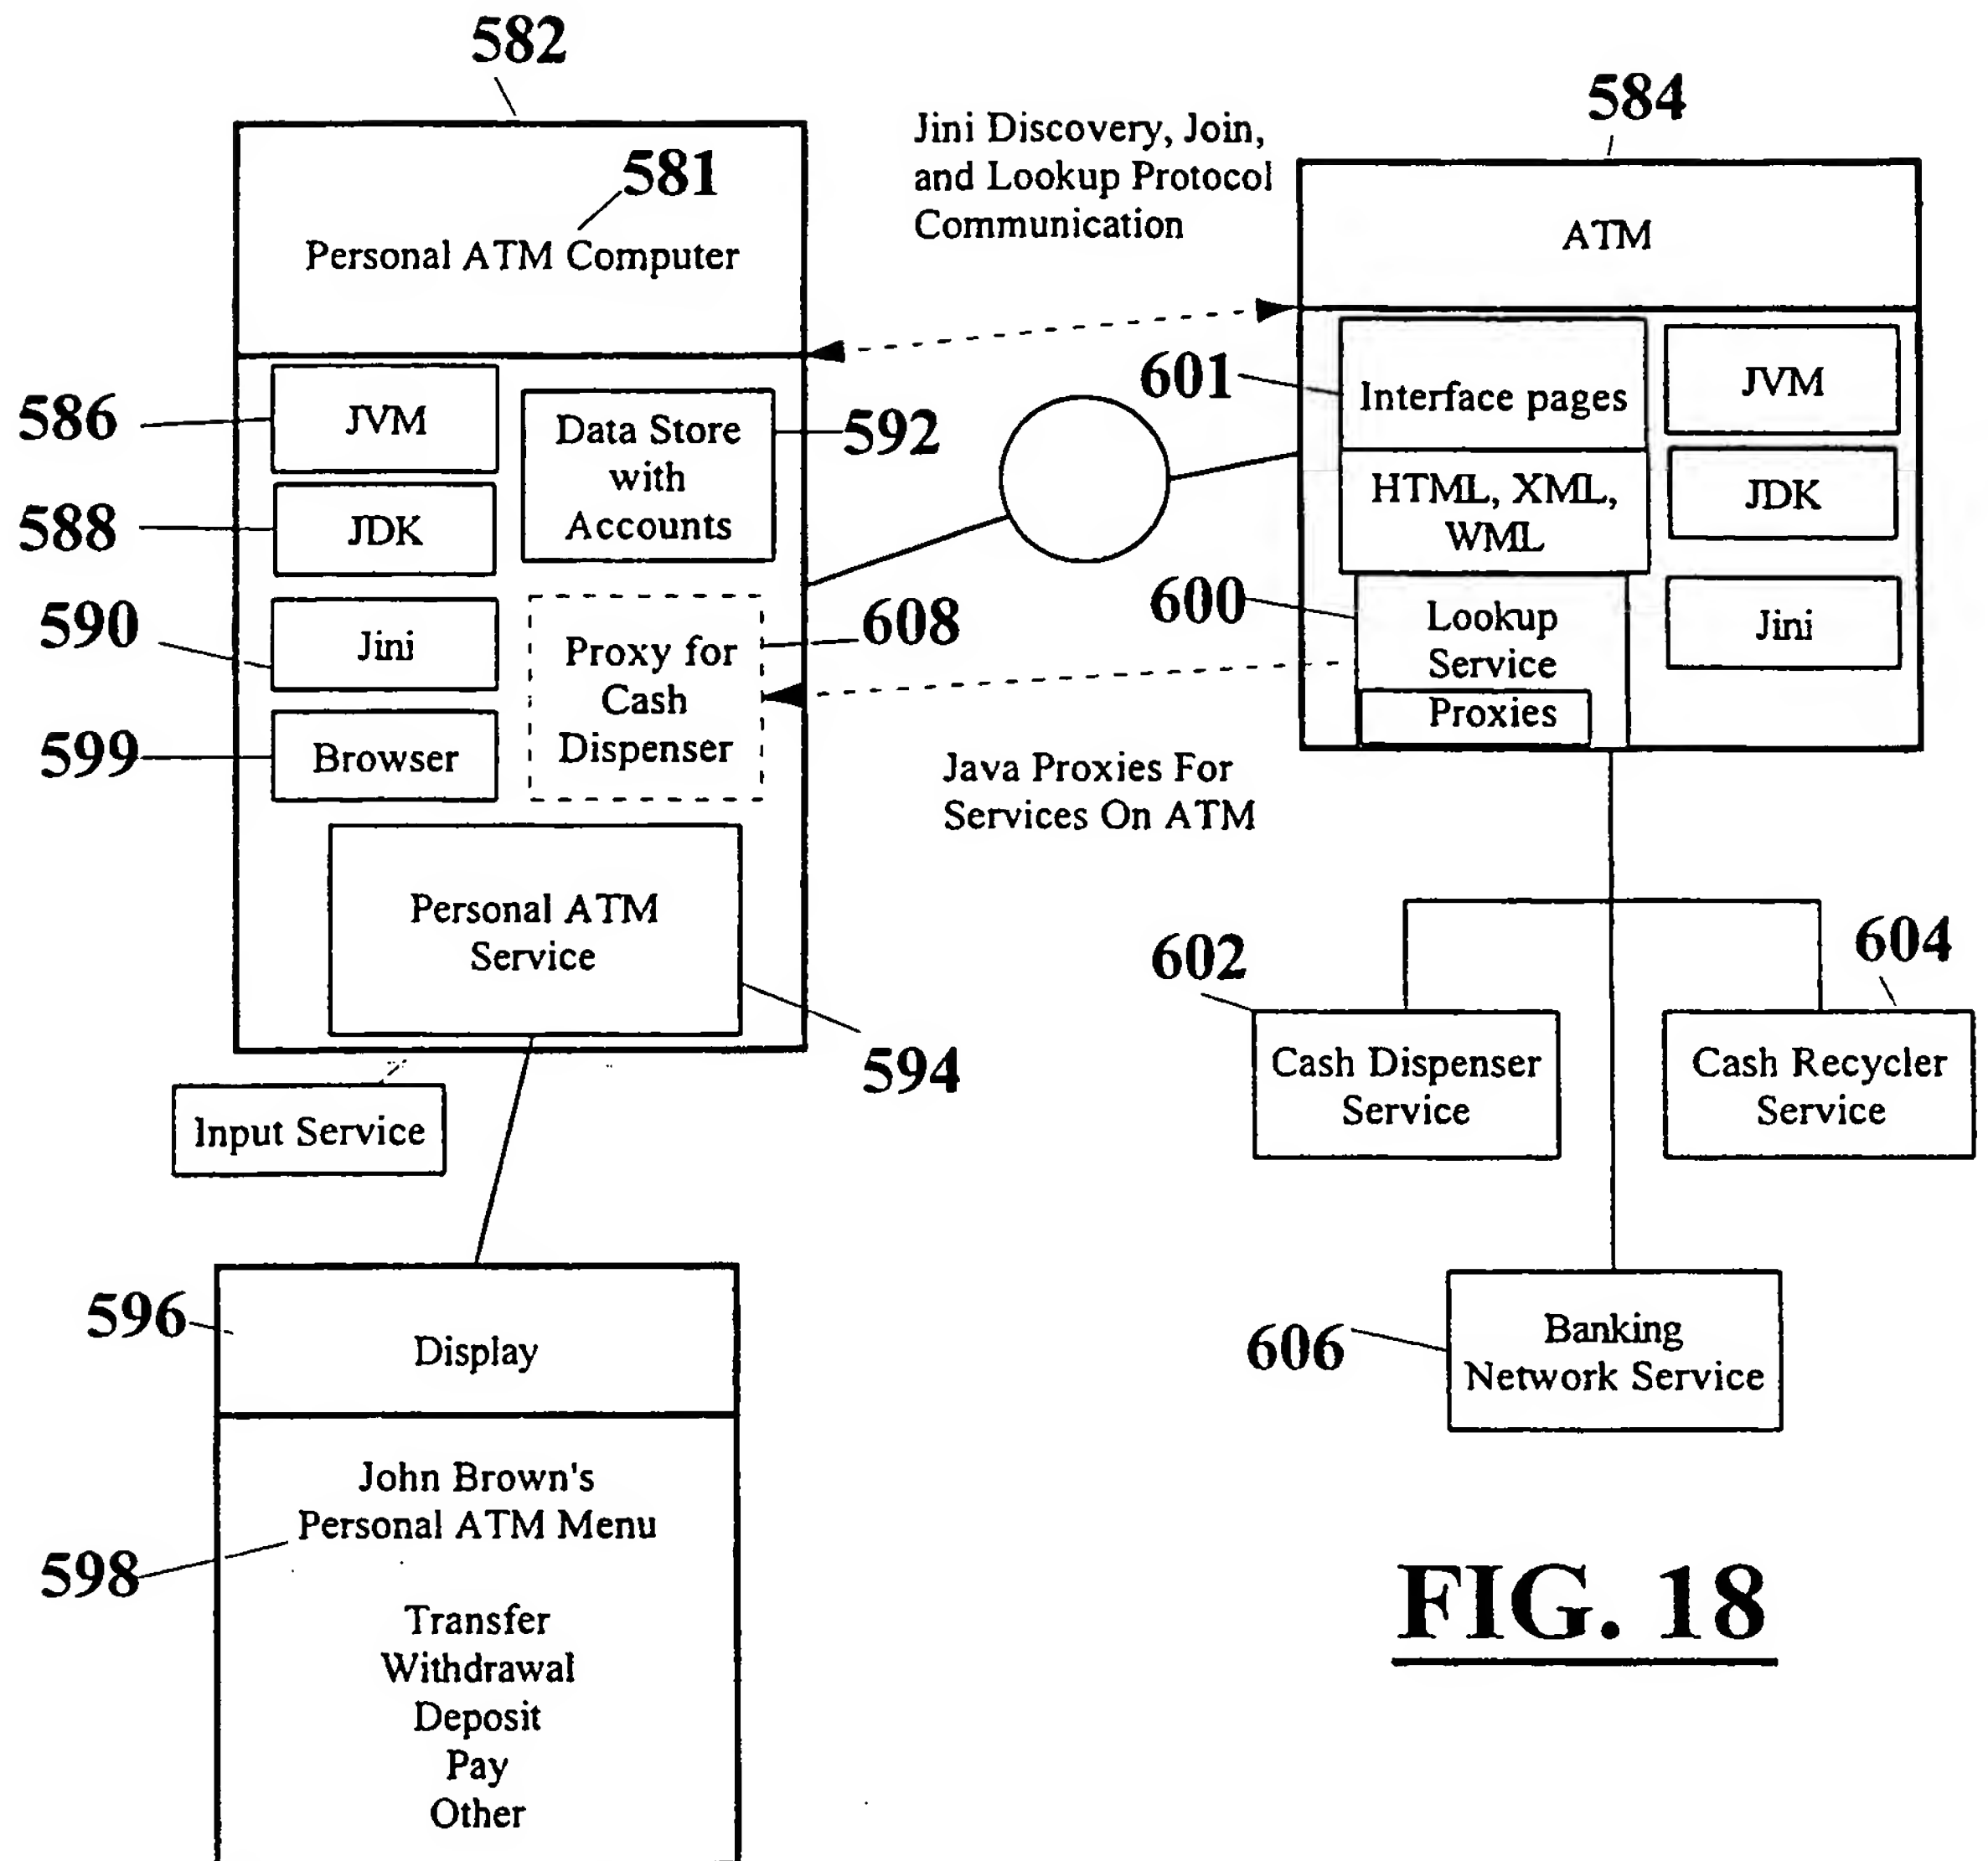 582
581
Personal ATM Computer
Jini Discovery, Join,
and Lookup Protocol
Communication
584
ATM
586
JVM
Data Store
with
Accounts
592
588
JDK
590
Jini
Proxy for
Cash
Dispenser
608
599
Browser
601
Interface pages
HTML, XML,
WML
JVM
JDK
600
Lookup
Service
Proxies
Jini
Java Proxies For
Services On ATM
Personal ATM
Service
594
Input Service
602
Cash Dispenser
Service
604
Cash Recycler
Service
606
Banking
Network Service
596
Display
John Brown's
Personal ATM Menu
598
Transfer
Withdrawal
Deposit
Pay
Other
FIG. 18